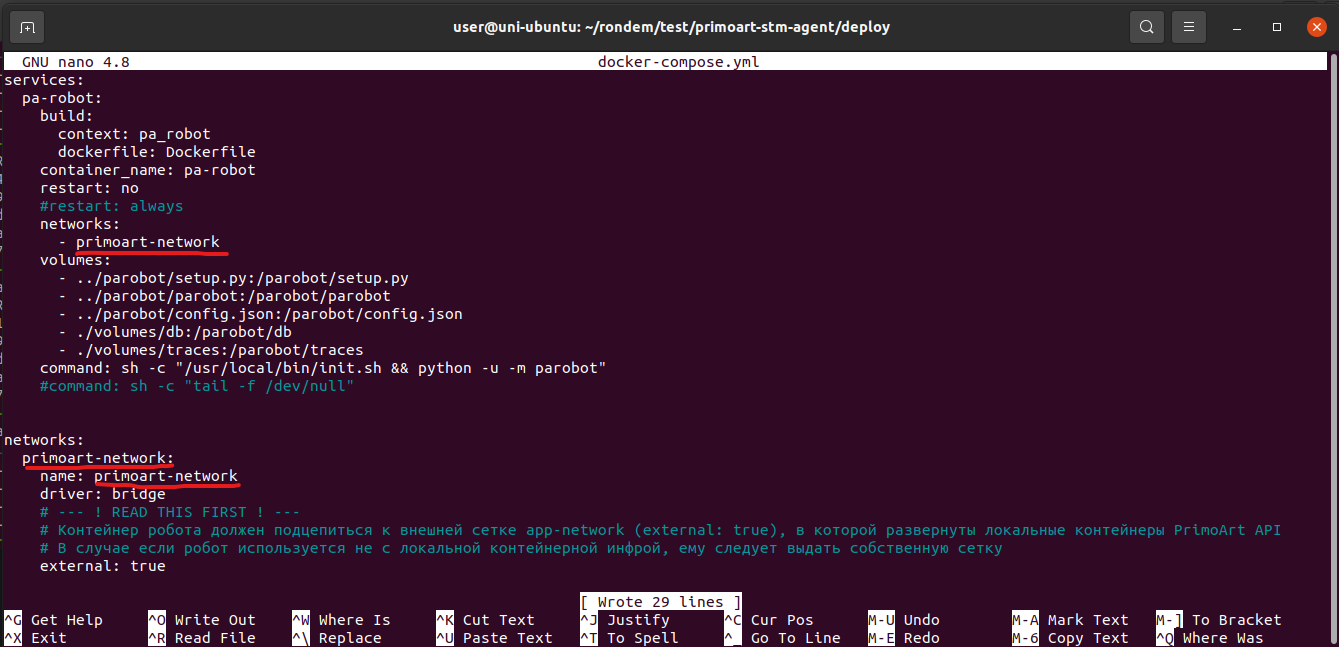 user@uni-ubuntu: ~/rondem/test/primoart-stm-agent/deploy
GNU nano 4.8 docker-compose.yml
services:
  pa-robot:
    build:
      context: pa_robot
      dockerfile: Dockerfile
    container_name: pa-robot
    restart: no
    #restart: always
    networks:
      - primoart-network
    volumes:
      - ../parobot/setup.py:/parobot/setup.py
      - ../parobot/parobot:/parobot/parobot
      - ../parobot/config.json:/parobot/config.json
      - ./volumes/db:/parobot/db
      - ./volumes/traces:/parobot/traces
    command: sh -c "/usr/local/bin/init.sh && python -u -m parobot"
    #command: sh -c "tail -f /dev/null"
networks:
  primoart-network:
    name: primoart-network
    driver: bridge
    # --- ! READ THIS FIRST ! ---
    # Контейнер робота должен подцепиться к внешней сетке app-network (external: true), в которой развернуты локальные контейнеры PrimoArt API
    # В случае если робот используется не с локальной контейнерной инфрой, ему следует выдать собственную сетку
    external: true
[ Wrote 29 lines ]
^G Get Help ^O Write Out ^W Where Is ^K Cut Text ^J Justify ^C Cur Pos M-U Undo M-A Mark Text M-] To Bracket
^X Exit ^R Read File ^\ Replace ^U Paste Text ^T To Spell ^_ Go To Line M-E Redo M-6 Copy Text ^Q Where Was